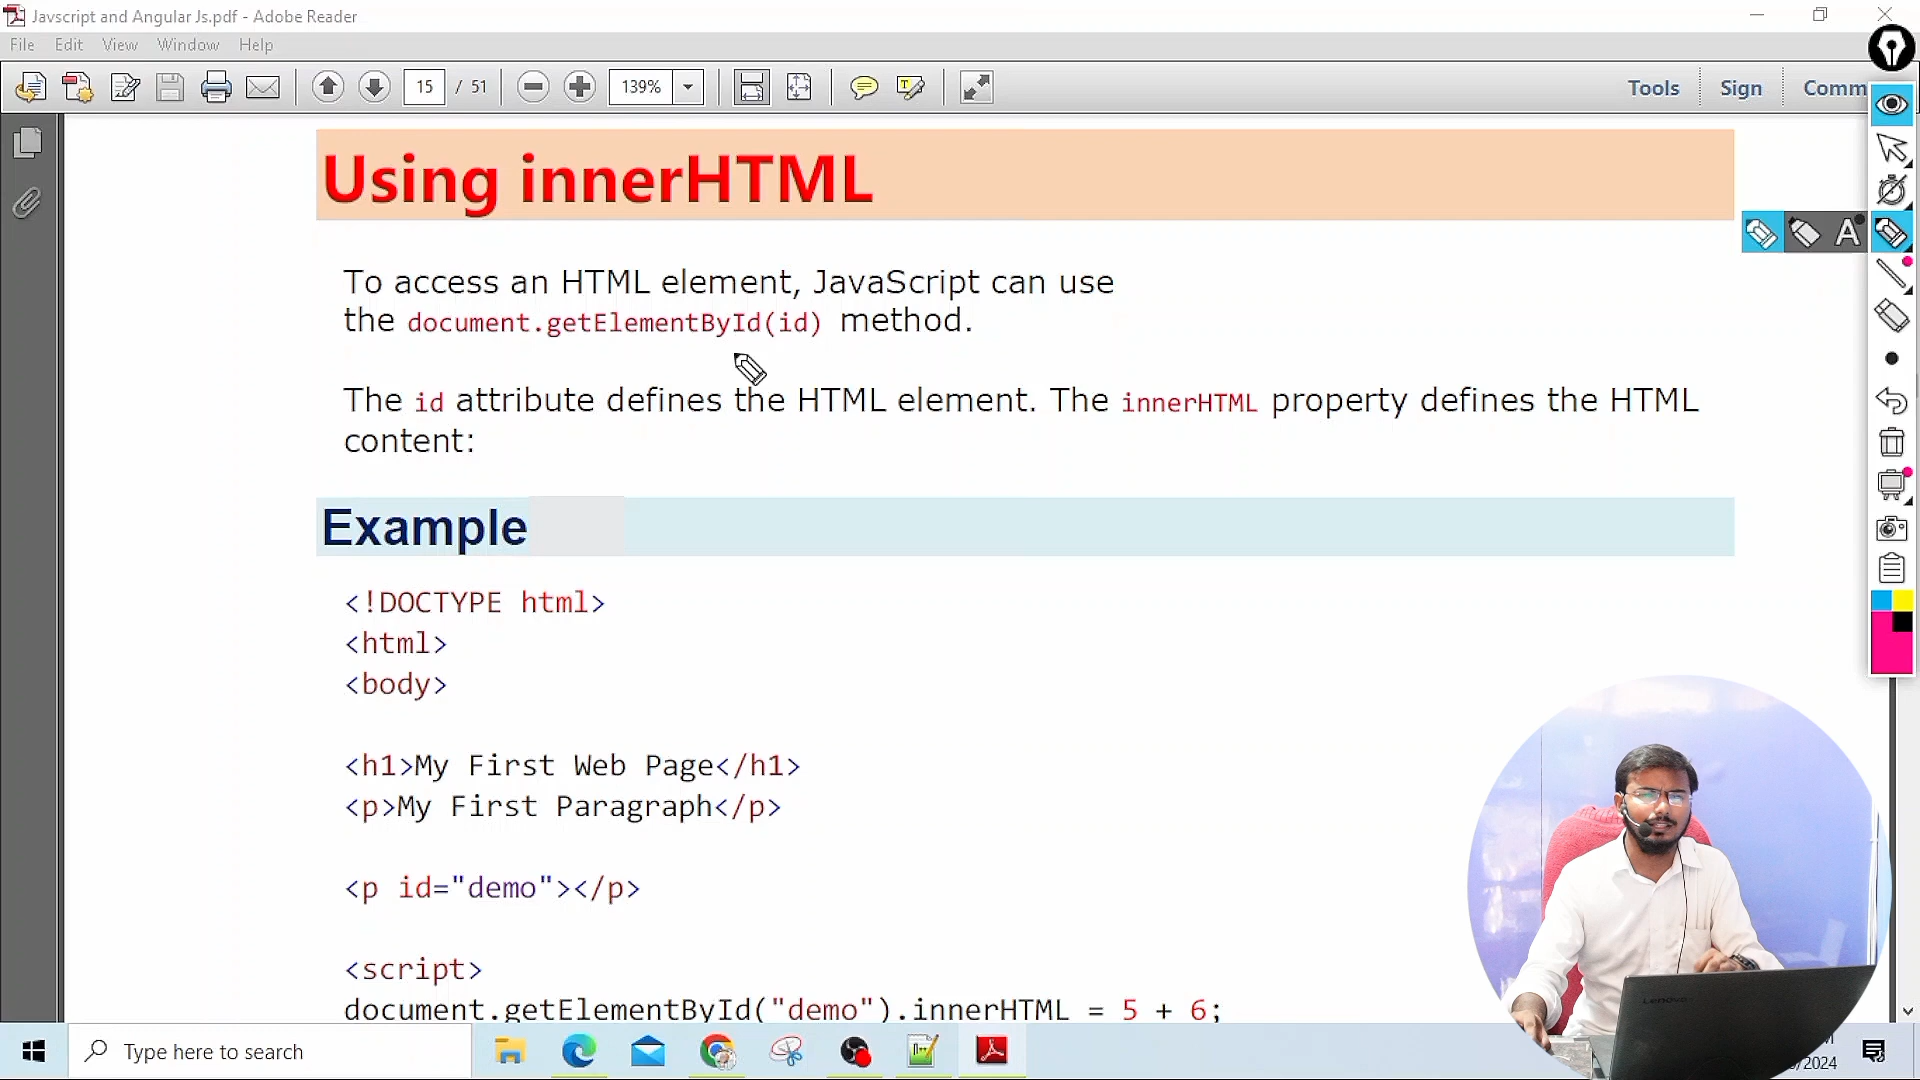 Javscript and Angular Js.pdf - Adobe Reader
File Edit View Window Help
15 / 51 139% Tools Sign Comm
Using innerHTML
A
To access an HTML element, JavaScript can use
the document.getElementById(id) method.
The id attribute defines the HTML element. The innerHTML property defines the HTML
content:
Example
<!DOCTYPE html>
<html>
<body>
<h1>My First Web Page</h1>
<p>My First Paragraph</p>
<p id="demo"></p>
<script>
document.getElementById("demo").innerHTML = 5 + 6;
Lenovo
Type here to search
/2024